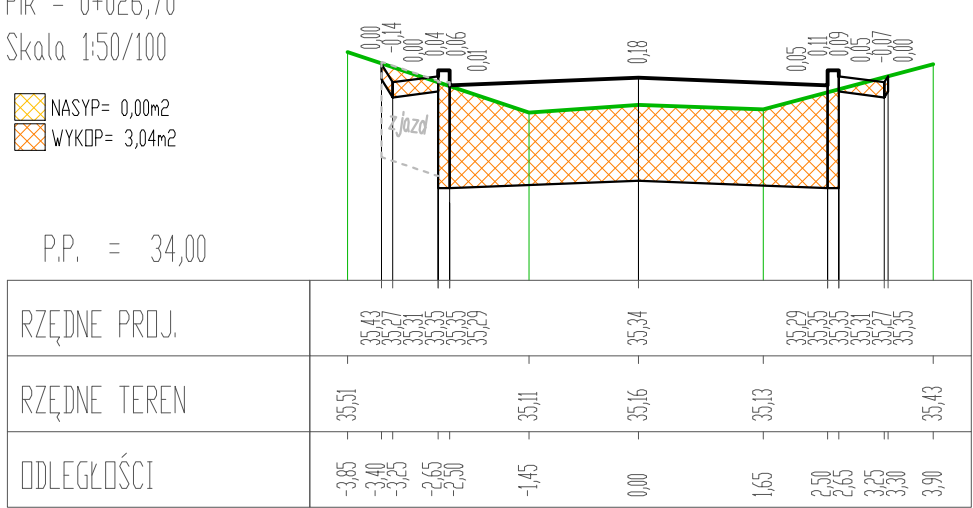 Pik - 0+026,70
Skala 1:50/100
NASYP= 0,00m2
WYKOP= 3,04m2
0,00 -0,14 0,00 0,04 0,06 0,01 0,18 0,05 0,11 0,09 0,05 -0,07 0,00
zjazd
P.P. = 34,00
RZĘDNE PROJ. 35,43 35,27 35,31 35,35 35,35 35,29 35,34 35,29 35,35 35,35 35,31 35,27 35,35
RZĘDNE TEREN 35,51 35,11 35,16 35,13 35,43
ODLEGŁOŚCI -3,85 -3,40 -3,25 -2,65 -2,50 -1,45 0,00 1,65 2,50 2,65 3,25 3,30 3,90